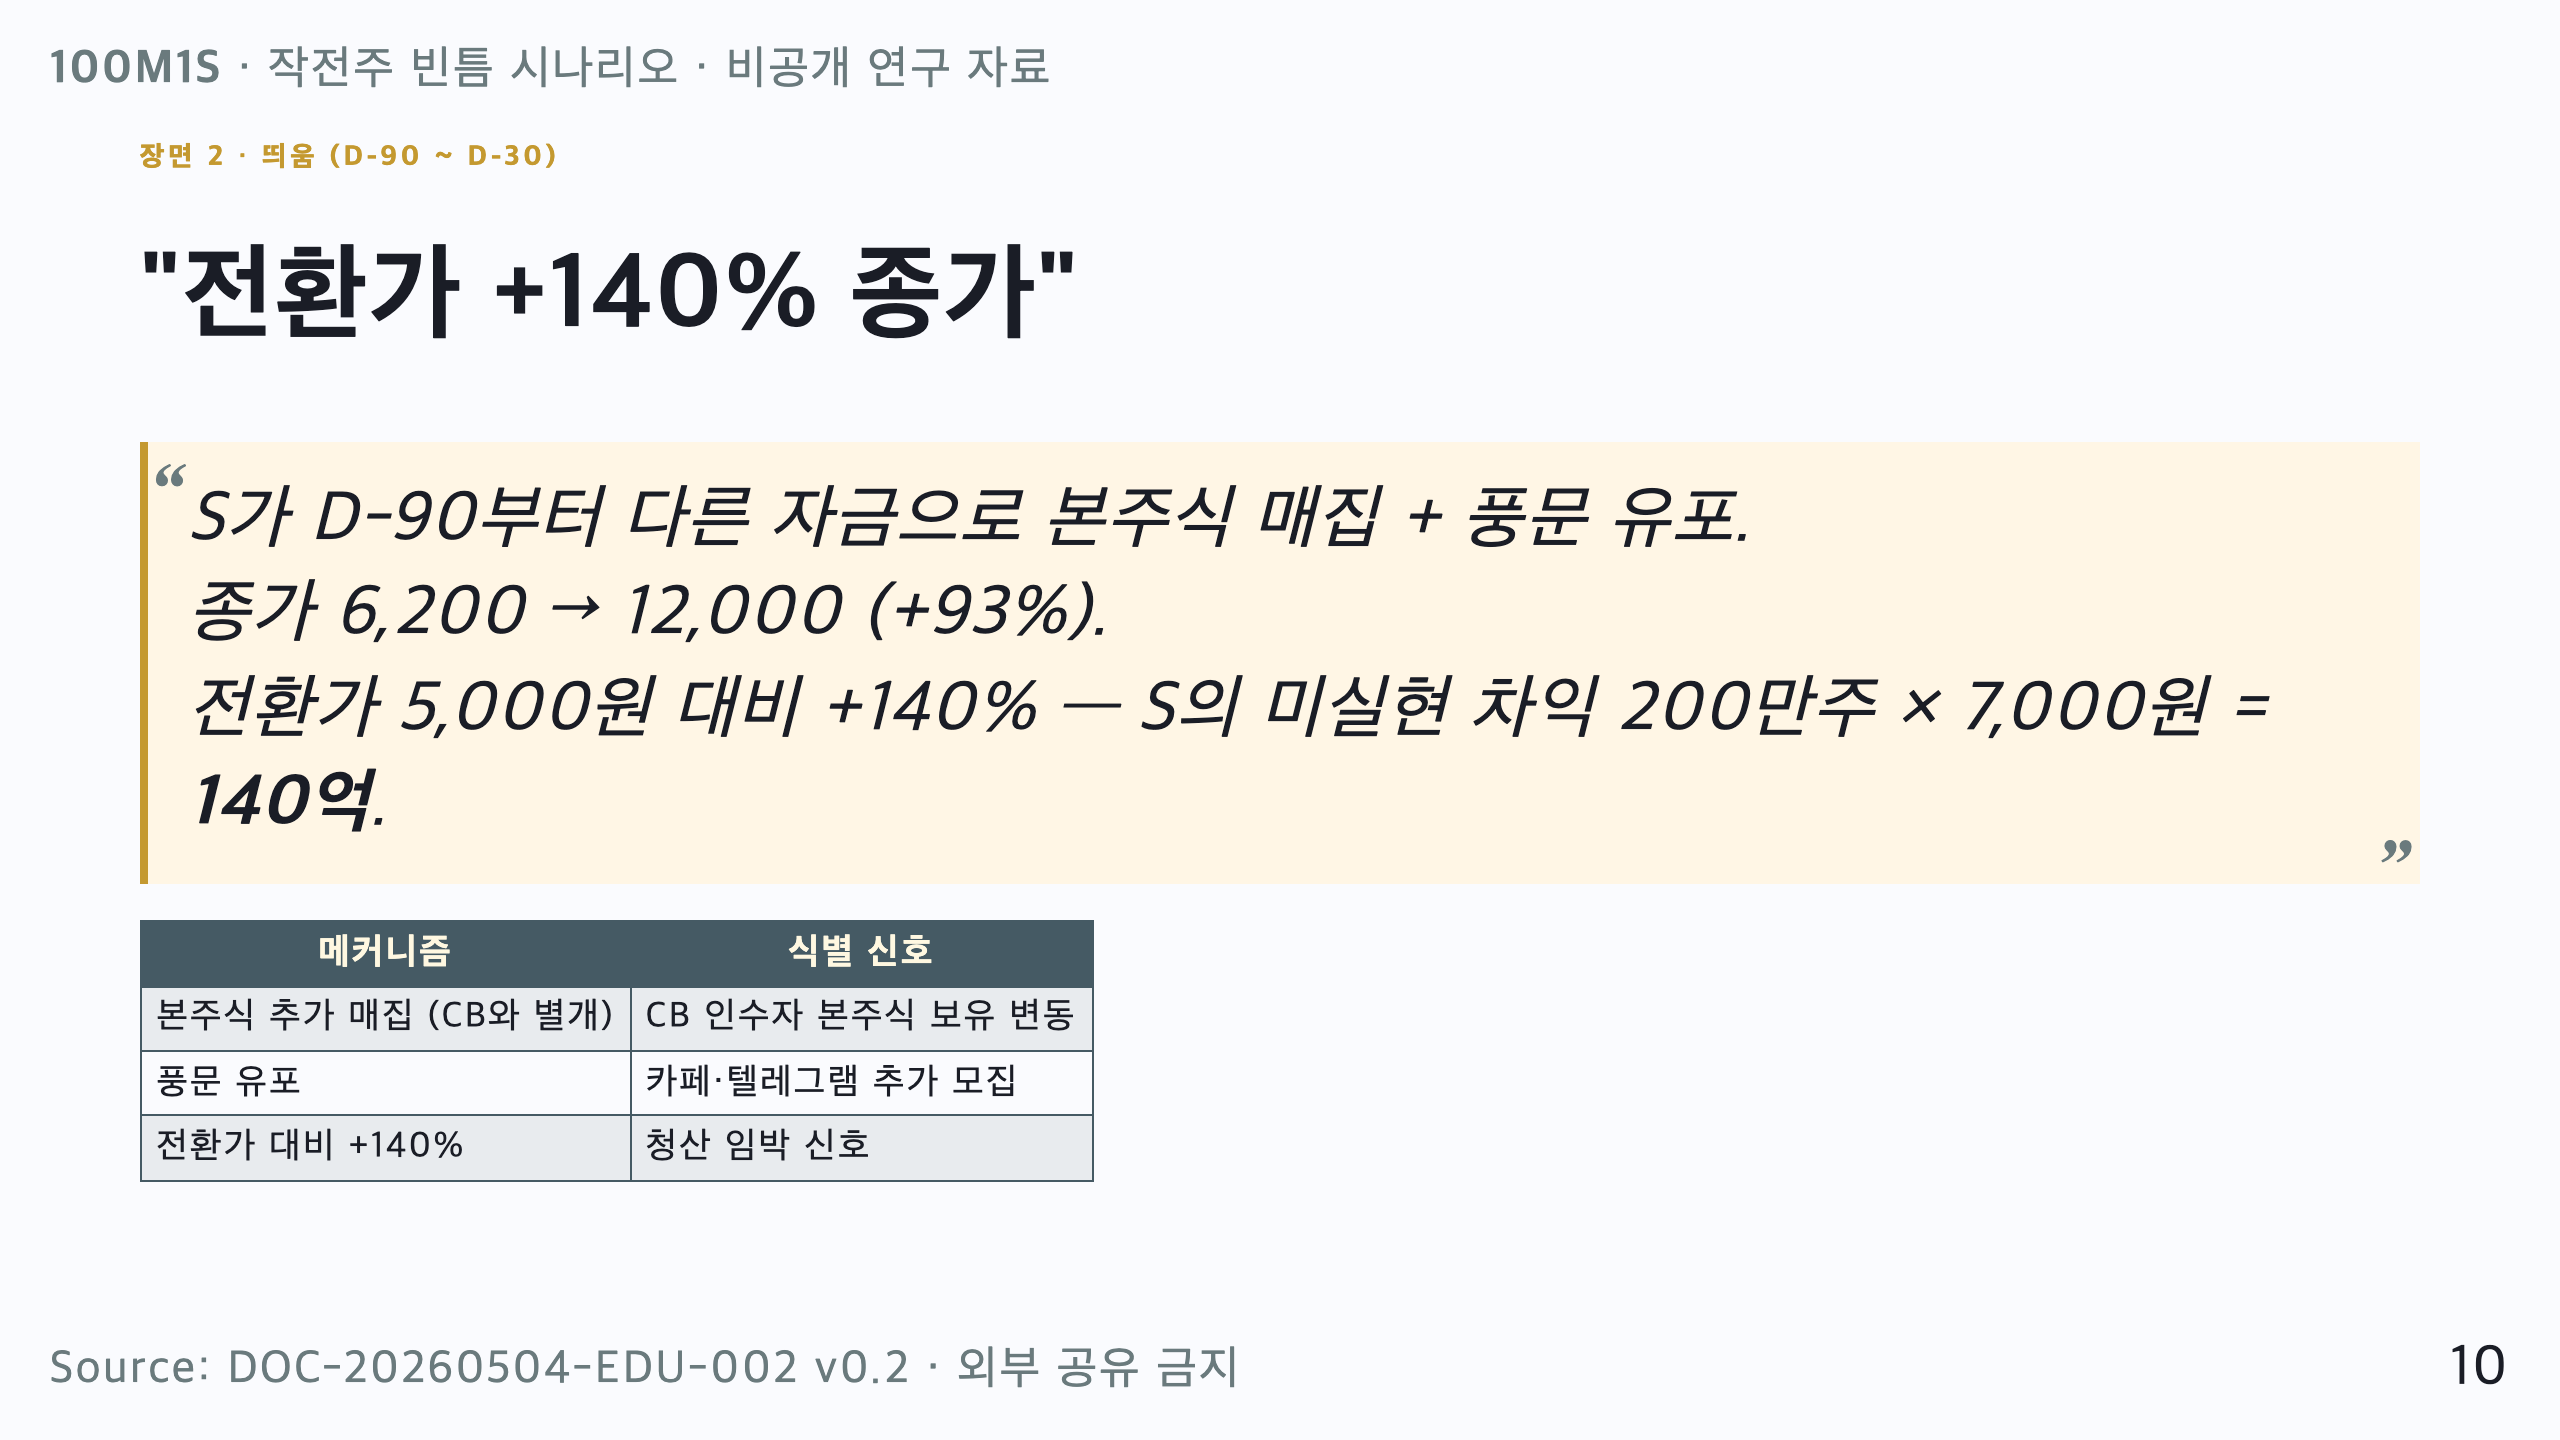 100M1S · 작전주 빈틈 시나리오 · 비공개 연구 자료
장면 2 · 띄움 (D-90 ~ D-30)
"전환가 +140% 종가"
“S가 D-90부터 다른 자금으로 본주식 매집 + 풍문 유포.
종가 6,200 → 12,000 (+93%).
전환가 5,000원 대비 +140% — S의 미실현 차익 200만주 × 7,000원 =
140억.”
메커니즘 식별 신호
본주식 추가 매집 (CB와 별개) CB 인수자 본주식 보유 변동
풍문 유포 카페·텔레그램 추가 모집
전환가 대비 +140% 청산 임박 신호
Source: DOC-20260504-EDU-002 v0.2 · 외부 공유 금지
10